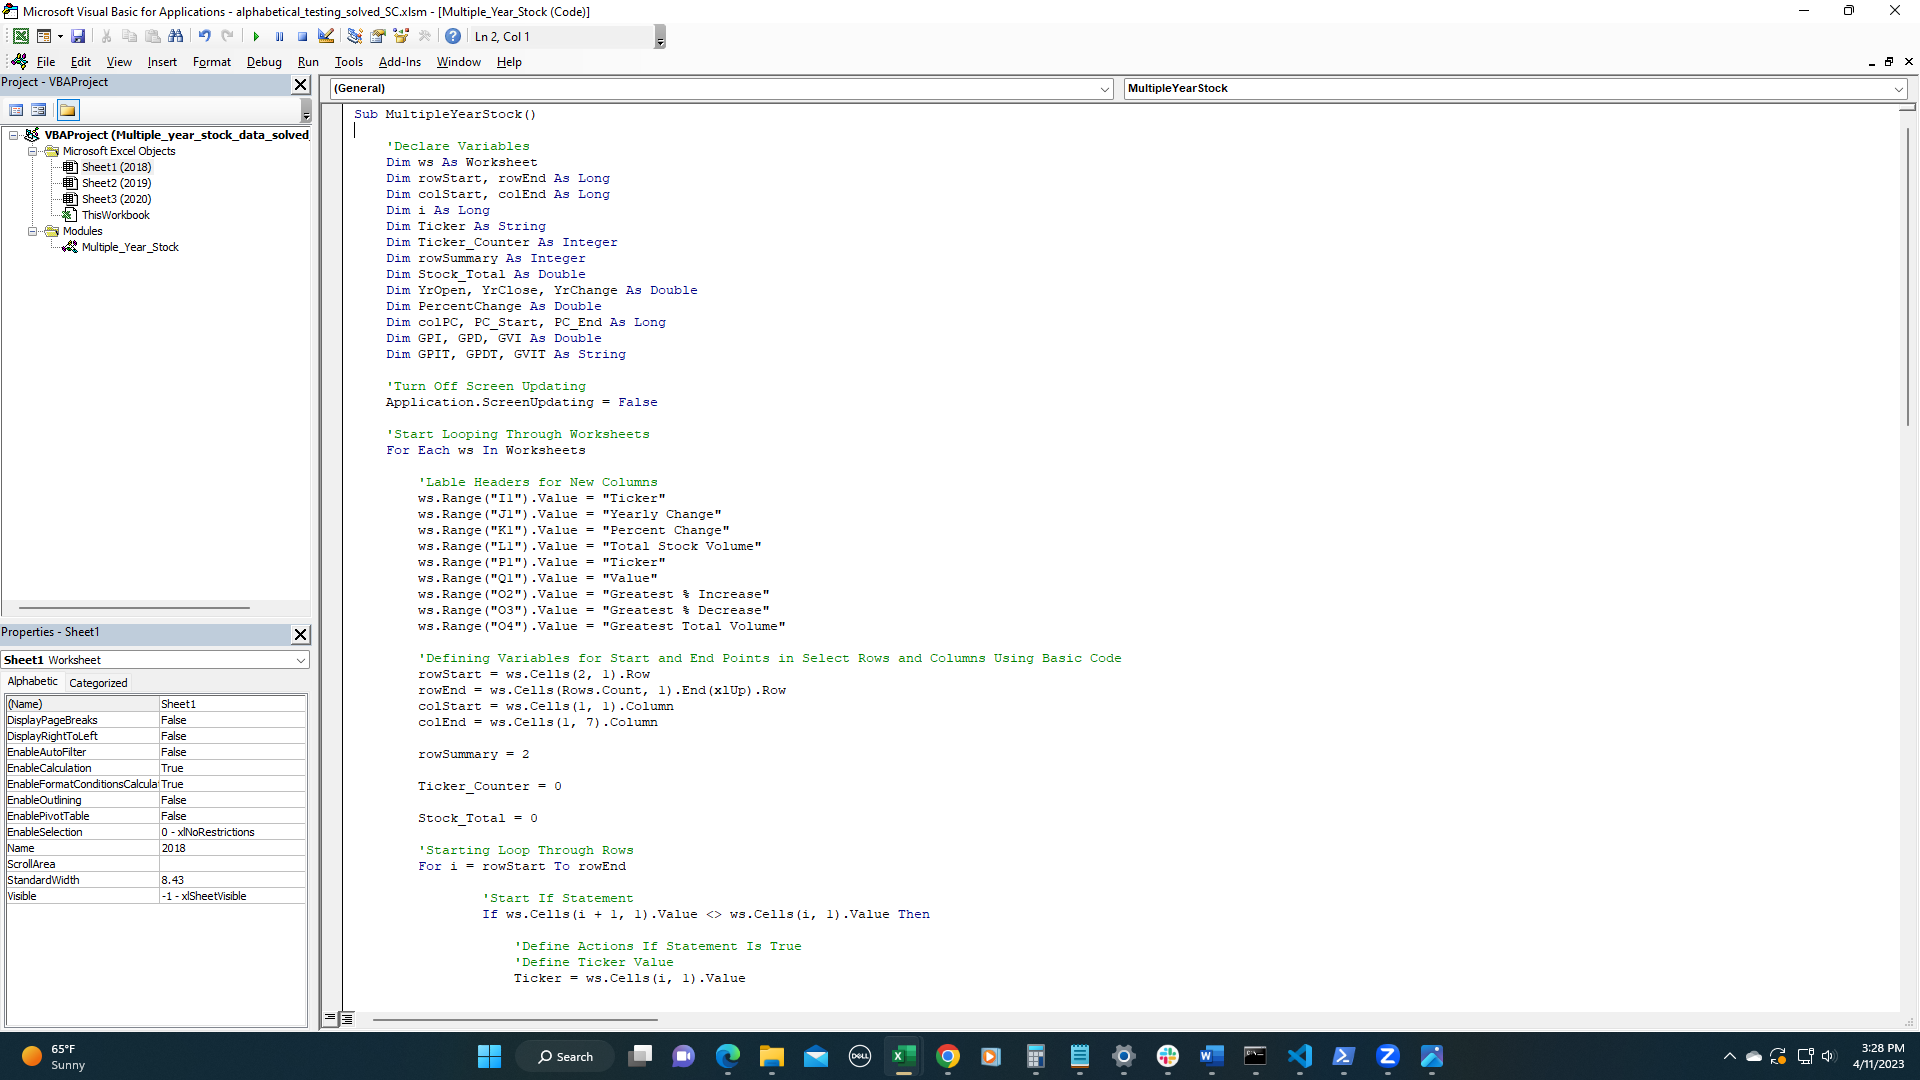 Microsoft Visual Basic for Applications - alphabetical_testing_solved_SC.xlsm - [Multiple_Year_Stock (Code)]
Ln 2, Col 1
File Edit View Insert Format Debug Run Tools Add-Ins Window Help
Project - VBAProject
VBAProject (Multiple_year_stock_data_solved
Microsoft Excel Objects
Sheet1 (2018)
Sheet2 (2019)
Sheet3 (2020)
ThisWorkbook
Modules
Multiple_Year_Stock
Properties - Sheet1
Sheet1 Worksheet
Alphabetic Categorized
(Name) Sheet1
DisplayPageBreaks False
DisplayRightToLeft False
EnableAutoFilter False
EnableCalculation True
EnableFormatConditionsCalcula True
EnableOutlining False
EnablePivotTable False
EnableSelection 0 - xlNoRestrictions
Name 2018
ScrollArea
StandardWidth 8.43
Visible -1 - xlSheetVisible
(General) MultipleYearStock
Sub MultipleYearStock()
'Declare Variables
Dim ws As Worksheet
Dim rowStart, rowEnd As Long
Dim colStart, colEnd As Long
Dim i As Long
Dim Ticker As String
Dim Ticker_Counter As Integer
Dim rowSummary As Integer
Dim Stock_Total As Double
Dim YrOpen, YrClose, YrChange As Double
Dim PercentChange As Double
Dim colPC, PC_Start, PC_End As Long
Dim GPI, GPD, GVI As Double
Dim GPIT, GPDT, GVIT As String
'Turn Off Screen Updating
Application.ScreenUpdating = False
'Start Looping Through Worksheets
For Each ws In Worksheets
'Lable Headers for New Columns
ws.Range("I1").Value = "Ticker"
ws.Range("J1").Value = "Yearly Change"
ws.Range("K1").Value = "Percent Change"
ws.Range("L1").Value = "Total Stock Volume"
ws.Range("P1").Value = "Ticker"
ws.Range("Q1").Value = "Value"
ws.Range("O2").Value = "Greatest % Increase"
ws.Range("O3").Value = "Greatest % Decrease"
ws.Range("O4").Value = "Greatest Total Volume"
'Defining Variables for Start and End Points in Select Rows and Columns Using Basic Code
rowStart = ws.Cells(2, 1).Row
rowEnd = ws.Cells(Rows.Count, 1).End(xlUp).Row
colStart = ws.Cells(1, 1).Column
colEnd = ws.Cells(1, 7).Column
rowSummary = 2
Ticker_Counter = 0
Stock_Total = 0
'Starting Loop Through Rows
For i = rowStart To rowEnd
'Start If Statement
If ws.Cells(i + 1, 1).Value <> ws.Cells(i, 1).Value Then
'Define Actions If Statement Is True
'Define Ticker Value
Ticker = ws.Cells(i, 1).Value
65°F
Sunny
Search
DELL
3:28 PM
4/11/2023